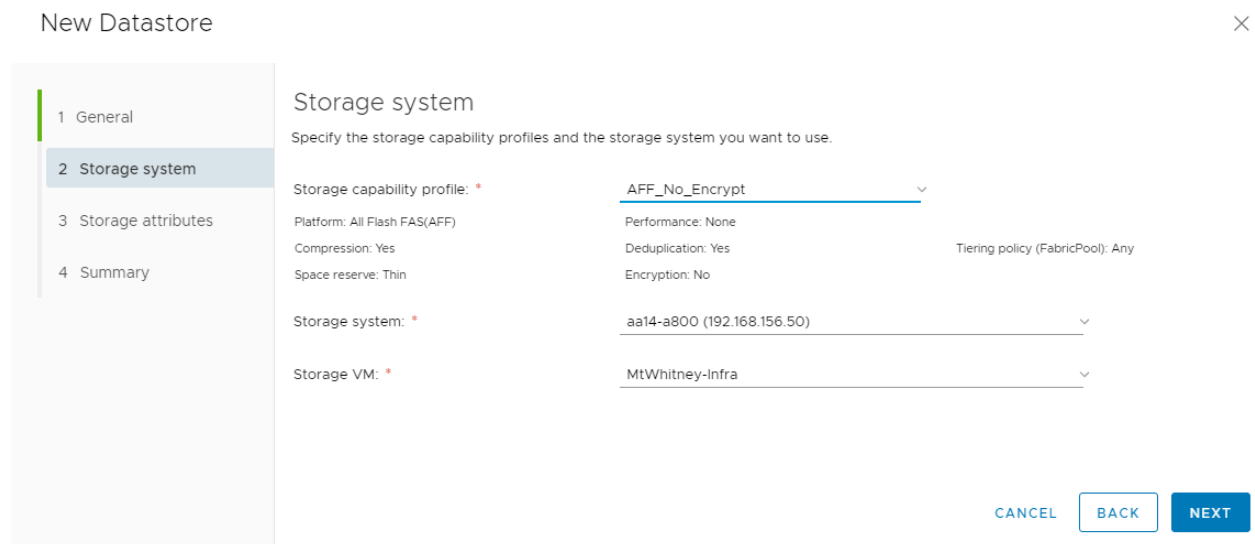 New Datastore
1 General
2 Storage system
3 Storage attributes
4 Summary
Storage system
Specify the storage capability profiles and the storage system you want to use.
Storage capability profile: * AFF_No_Encrypt
Platform: All Flash FAS(AFF) Performance: None
Compression: Yes Deduplication: Yes Tiering policy (FabricPool): Any
Space reserve: Thin Encryption: No
Storage system: * aa14-a800 (192.168.156.50)
Storage VM: * MtWhitney-Infra
CANCEL BACK NEXT